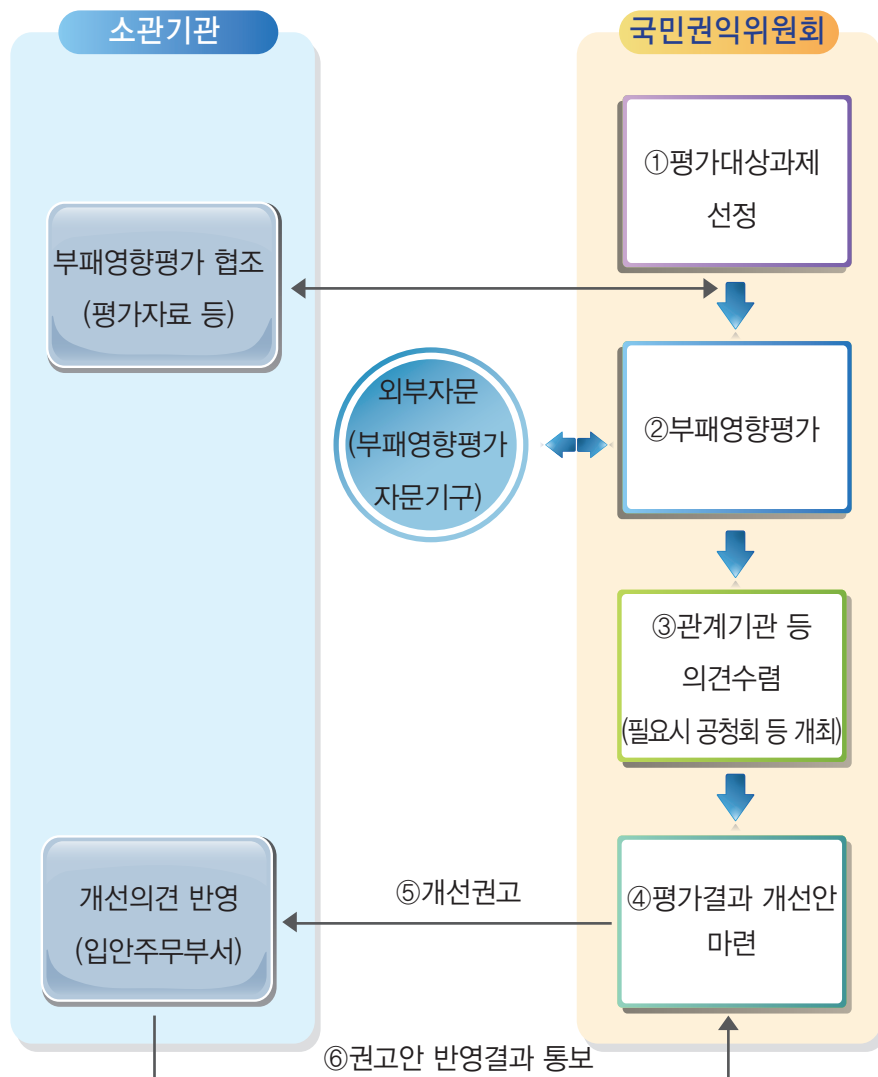 소관기관
국민권익위원회
①평가대상과제
선정
부패영향평가 협조
(평가자료 등)
외부자문
(부패영향평가
자문기구)
②부패영향평가
③관계기관 등
의견수렴
(필요시 공청회 등 개최)
개선의견 반영
(입안주무부서)
⑤개선권고
④평가결과 개선안
마련
⑥권고안 반영결과 통보